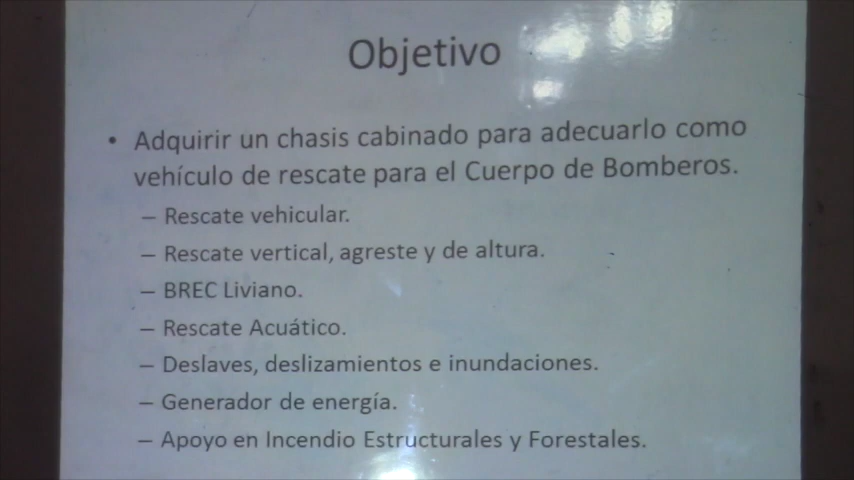 Objetivo
• Adquirir un chasis cabinado para adecuarlo como
vehículo de rescate para el Cuerpo de Bomberos.
– Rescate vehicular.
– Rescate vertical, agreste y de altura.
– BREC Liviano.
– Rescate Acuático.
– Deslaves, deslizamientos e inundaciones.
– Generador de energía.
– Apoyo en Incendio Estructurales y Forestales.